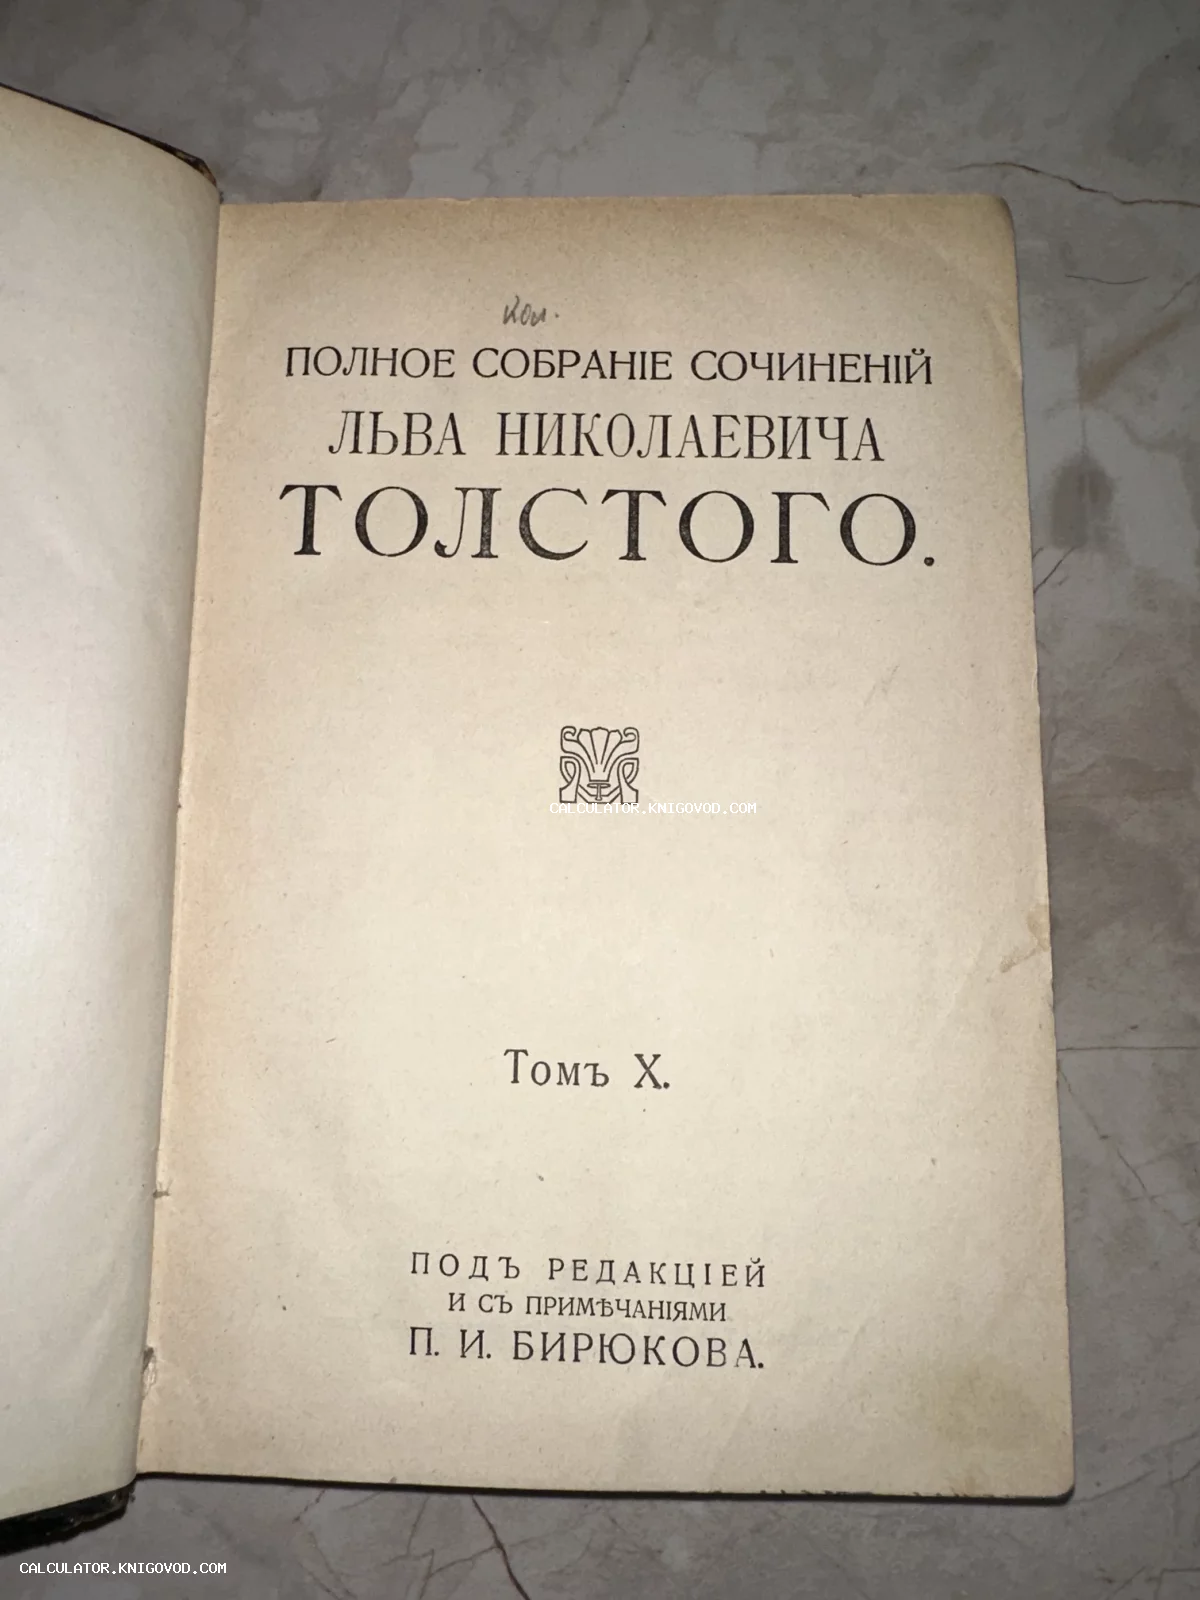 Кол.
ПОЛНОЕ СОБРАНІЕ СОЧИНЕНІЙ
ЛЬВА НИКОЛАЕВИЧА
ТОЛСТОГО.
CALCULATOR.KNIGOVOD.COM
Томъ X.
ПОДЪ РЕДАКЦІЕЙ
И СЪ ПРИМѢЧАНІЯМИ
П. И. БИРЮКОВА.
CALCULATOR.KNIGOVOD.COM